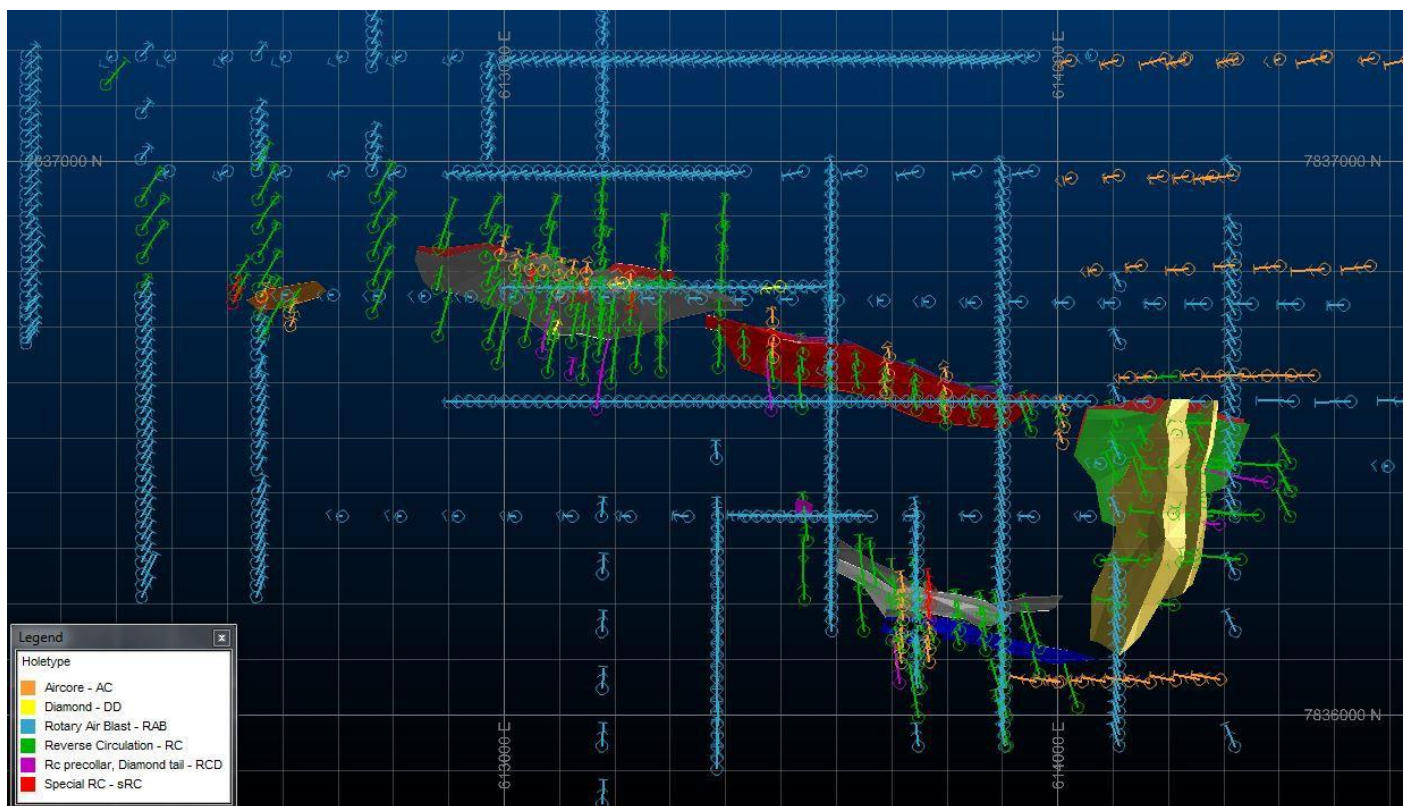 613000 E
614000 E
7837000 N
7837000 N
Legend
x
Holetype
Aircore - AC
Diamond - DD
Rotary Air Blast - RAB
Reverse Circulation - RC
Rc precollar, Diamond tail - RCD
Special RC - sRC
613000 E
614000 E
7836000 N